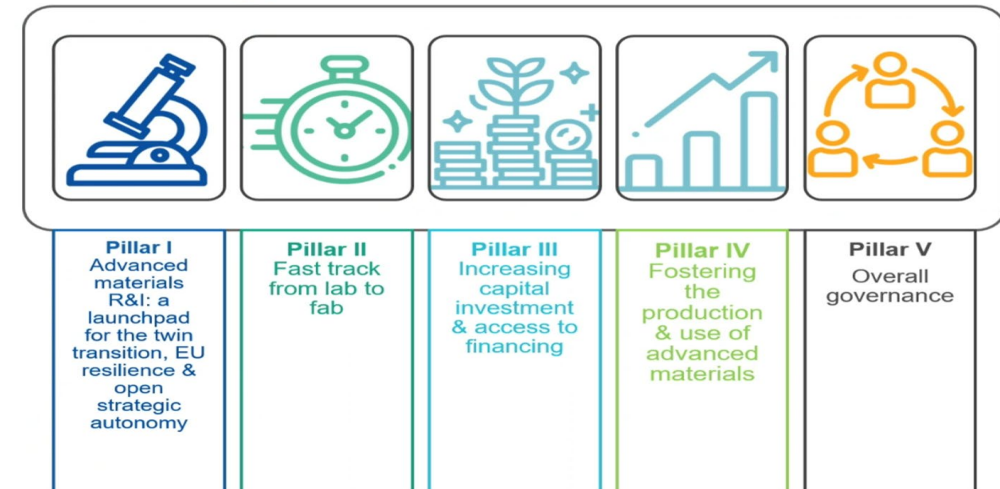 Pillar I
Advanced
materials
R&I: a
launchpad
for the twin
transition, EU
resilience &
open
strategic
autonomy
Pillar II
Fast track
from lab to
fab
Pillar III
Increasing
capital
investment
& access to
financing
Pillar IV
Fostering
the
production
& use of
advanced
materials
Pillar V
Overall
governance